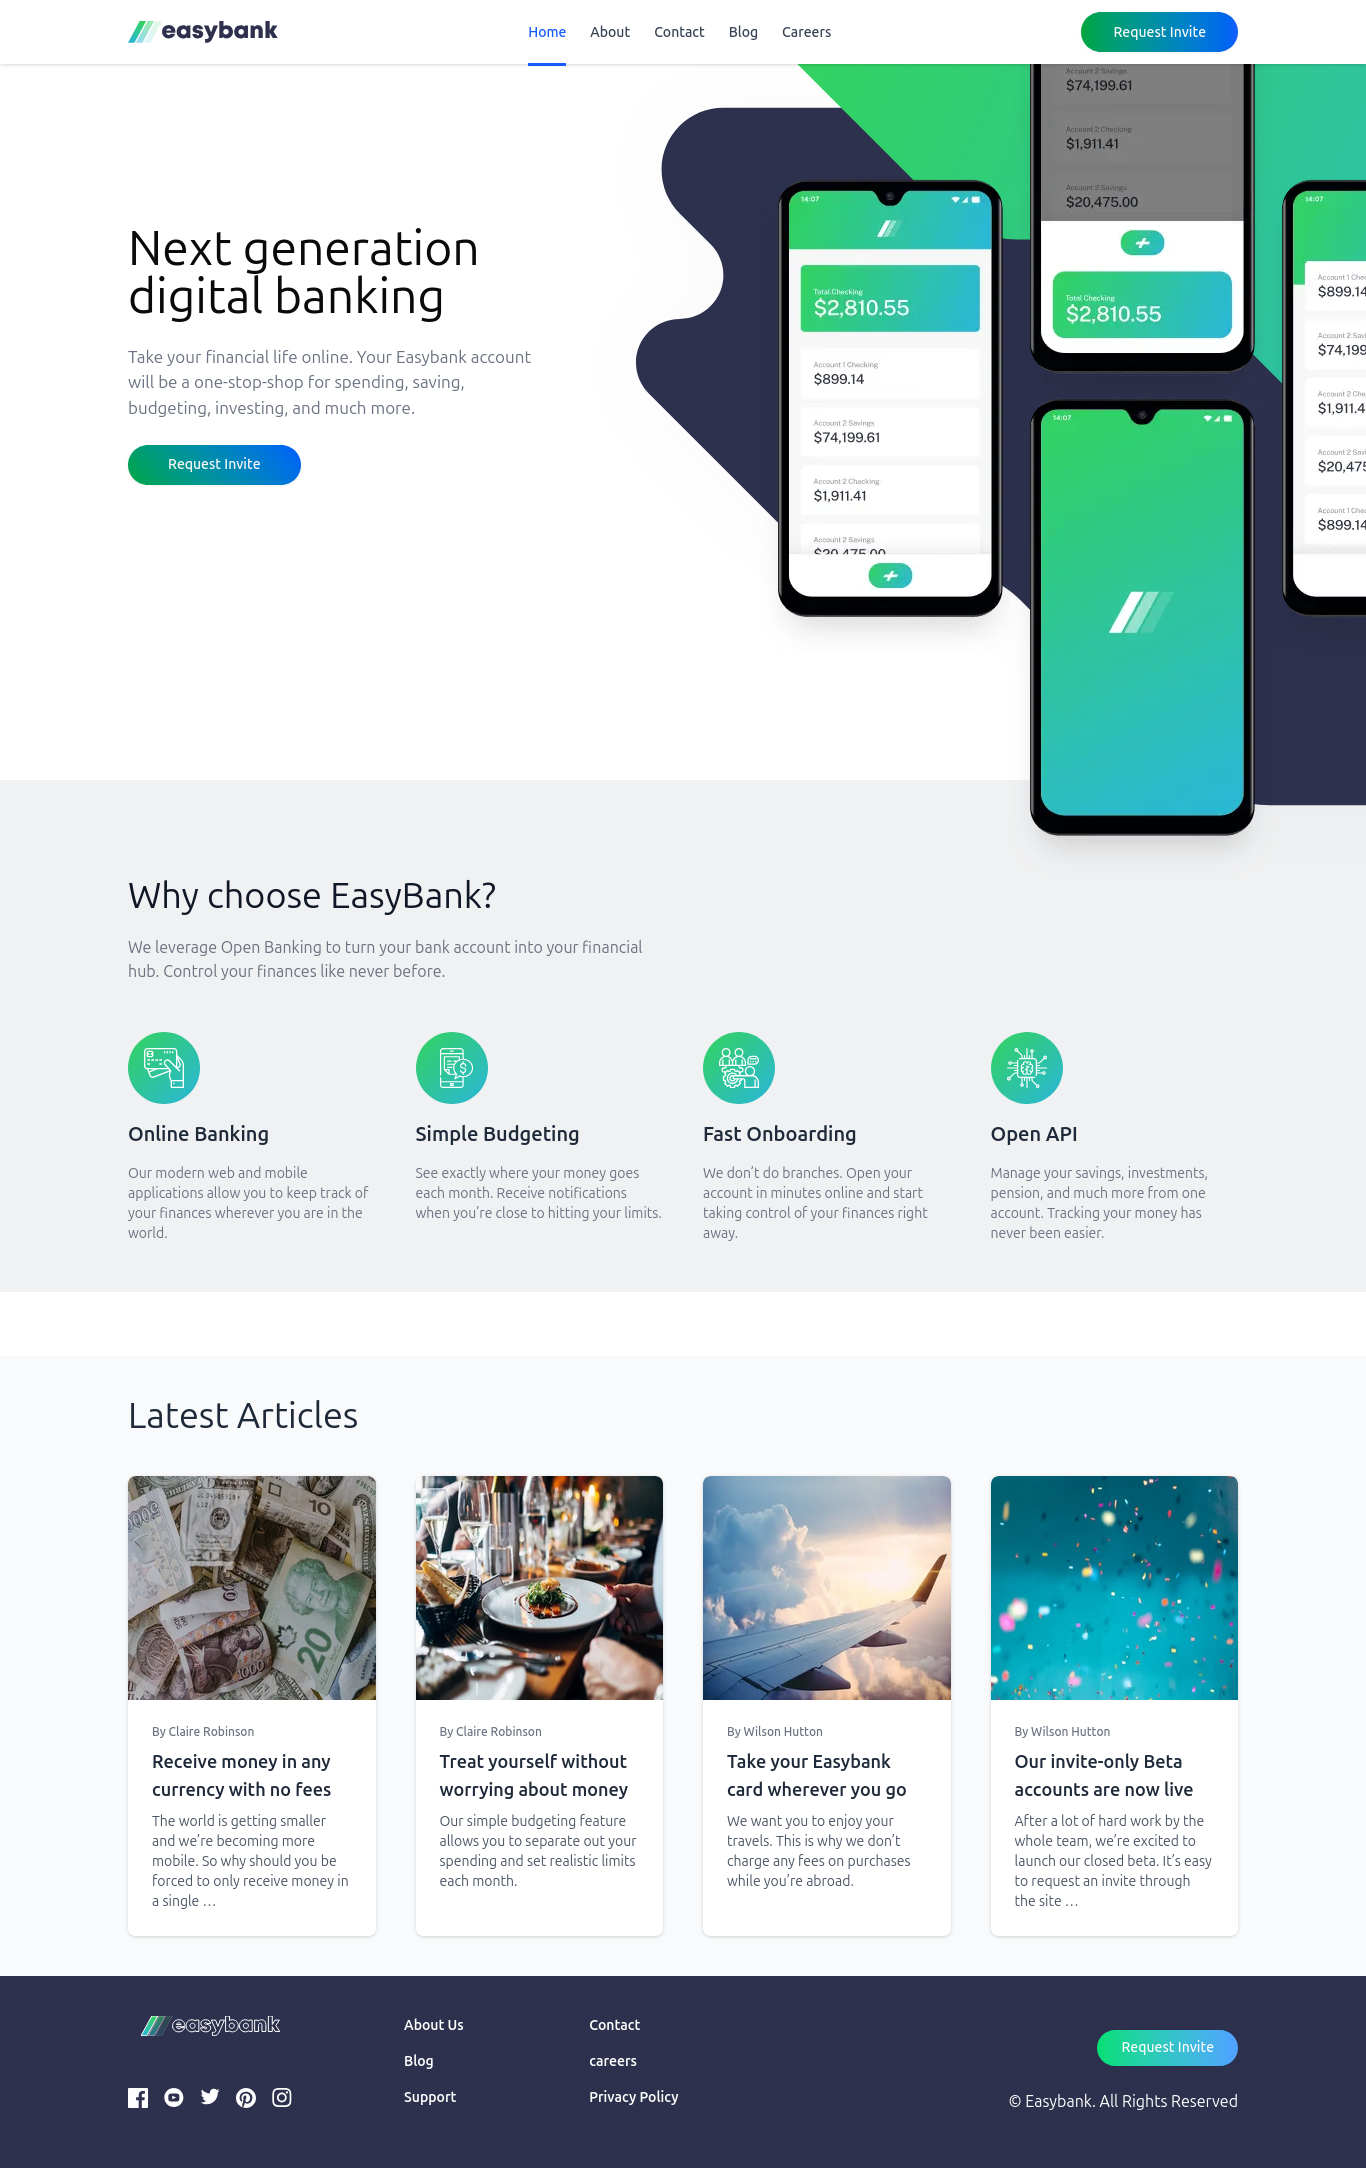 easybank
Home
About
Contact
Blog
Careers
Request Invite
Next generation
digital banking
Take your financial life online. Your Easybank account
will be a one-stop-shop for spending, saving,
budgeting, investing, and much more.
Request Invite
14:07
Total Checking
$2,810.55
Account 1 Checking
$899.14
Account 2 Savings
$74,199.61
Account 2 Checking
$1,911.41
Account 2 Savings
$20,475.00
Account 2 Savings
$74,199.61
Account 2 Checking
$1,911.41
Account 2 Savings
$20,475.00
Total Checking
$2,810.55
14:07
14:07
Account 1 Chec
$899.14
Account 2 Savi
$74,199
Account 2 Che
$1,911.4
Account 2 Savi
$20,475
Account 1 Chec
$899.14
Why choose EasyBank?
We leverage Open Banking to turn your bank account into your financial
hub. Control your finances like never before.
Online Banking
Our modern web and mobile
applications allow you to keep track of
your finances wherever you are in the
world.
Simple Budgeting
See exactly where your money goes
each month. Receive notifications
when you’re close to hitting your limits.
Fast Onboarding
We don’t do branches. Open your
account in minutes online and start
taking control of your finances right
away.
Open API
Manage your savings, investments,
pension, and much more from one
account. Tracking your money has
never been easier.
Latest Articles
10
20
1000
By Claire Robinson
Receive money in any
currency with no fees
The world is getting smaller
and we’re becoming more
mobile. So why should you be
forced to only receive money in
a single …
By Claire Robinson
Treat yourself without
worrying about money
Our simple budgeting feature
allows you to separate out your
spending and set realistic limits
each month.
By Wilson Hutton
Take your Easybank
card wherever you go
We want you to enjoy your
travels. This is why we don’t
charge any fees on purchases
while you’re abroad.
By Wilson Hutton
Our invite-only Beta
accounts are now live
After a lot of hard work by the
whole team, we’re excited to
launch our closed beta. It’s easy
to request an invite through
the site …
easybank
About Us
Blog
Support
Contact
careers
Privacy Policy
Request Invite
© Easybank. All Rights Reserved